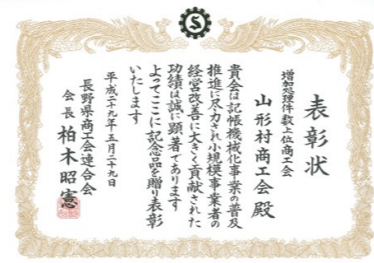 S
表彰状
増加処理件数上位商工会
山形村商工会殿
貴会は記帳機械化事業の普及
推進に尽力され小規模事業者の
経営改善に大きく貢献された
功績は誠に顕著であります
よってここに記念品を贈り表彰
いたします
平成二十九年五月二十九日
長野県商工会連合会
会長 柏木昭憲